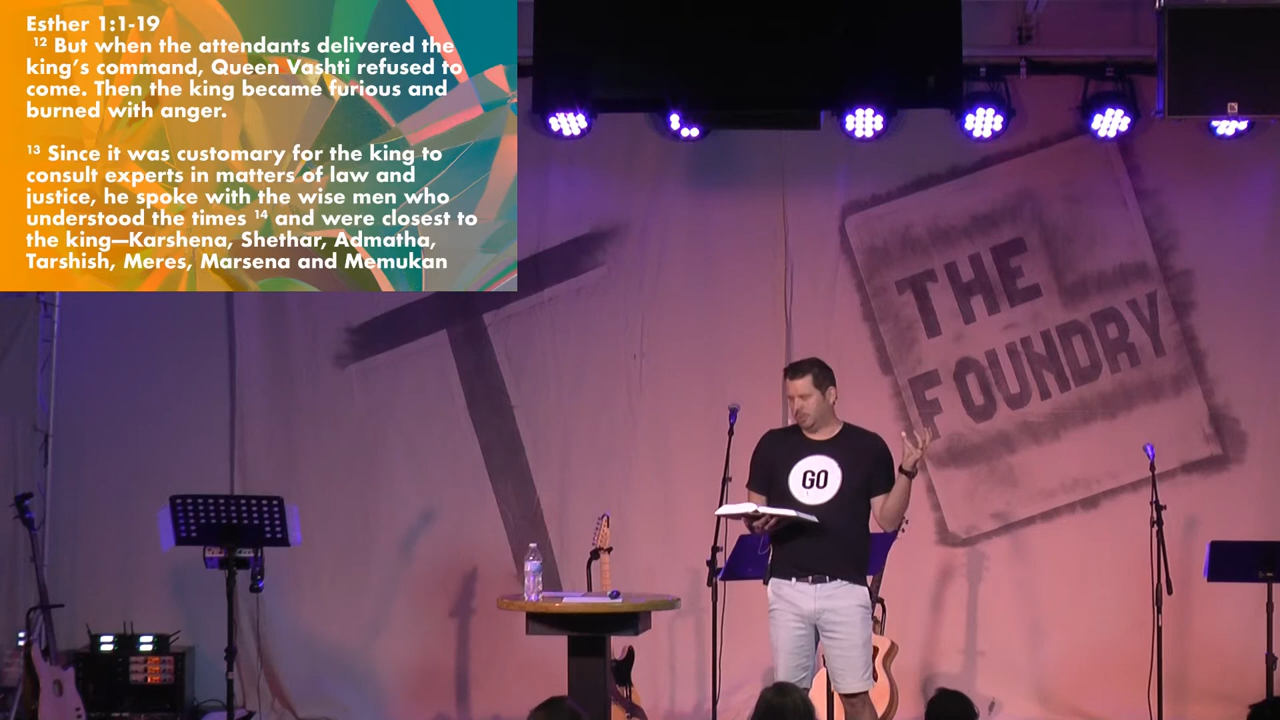 Esther 1:1-19
12 But when the attendants delivered the
king's command, Queen Vashti refused to
come. Then the king became furious and
burned with anger.
13 Since it was customary for the king to
consult experts in matters of law and
justice, he spoke with the wise men who
understood the times 14 and were closest to
the king—Karshena, Shethar, Admatha,
Tarshish, Meres, Marsena and Memukan
THE
FOUNDRY
GO